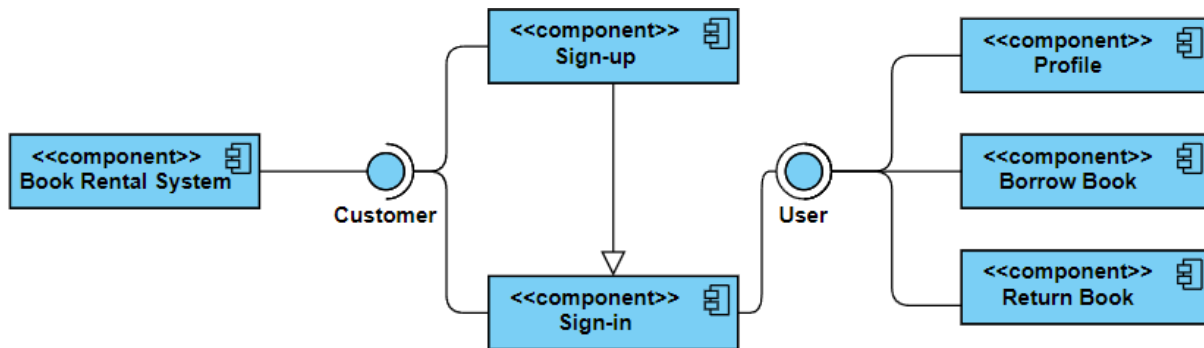 <<component>>
Sign-up
<<component>>
Profile
<<component>>
Book Rental System
Customer
User
<<component>>
Borrow Book
<<component>>
Sign-in
<<component>>
Return Book